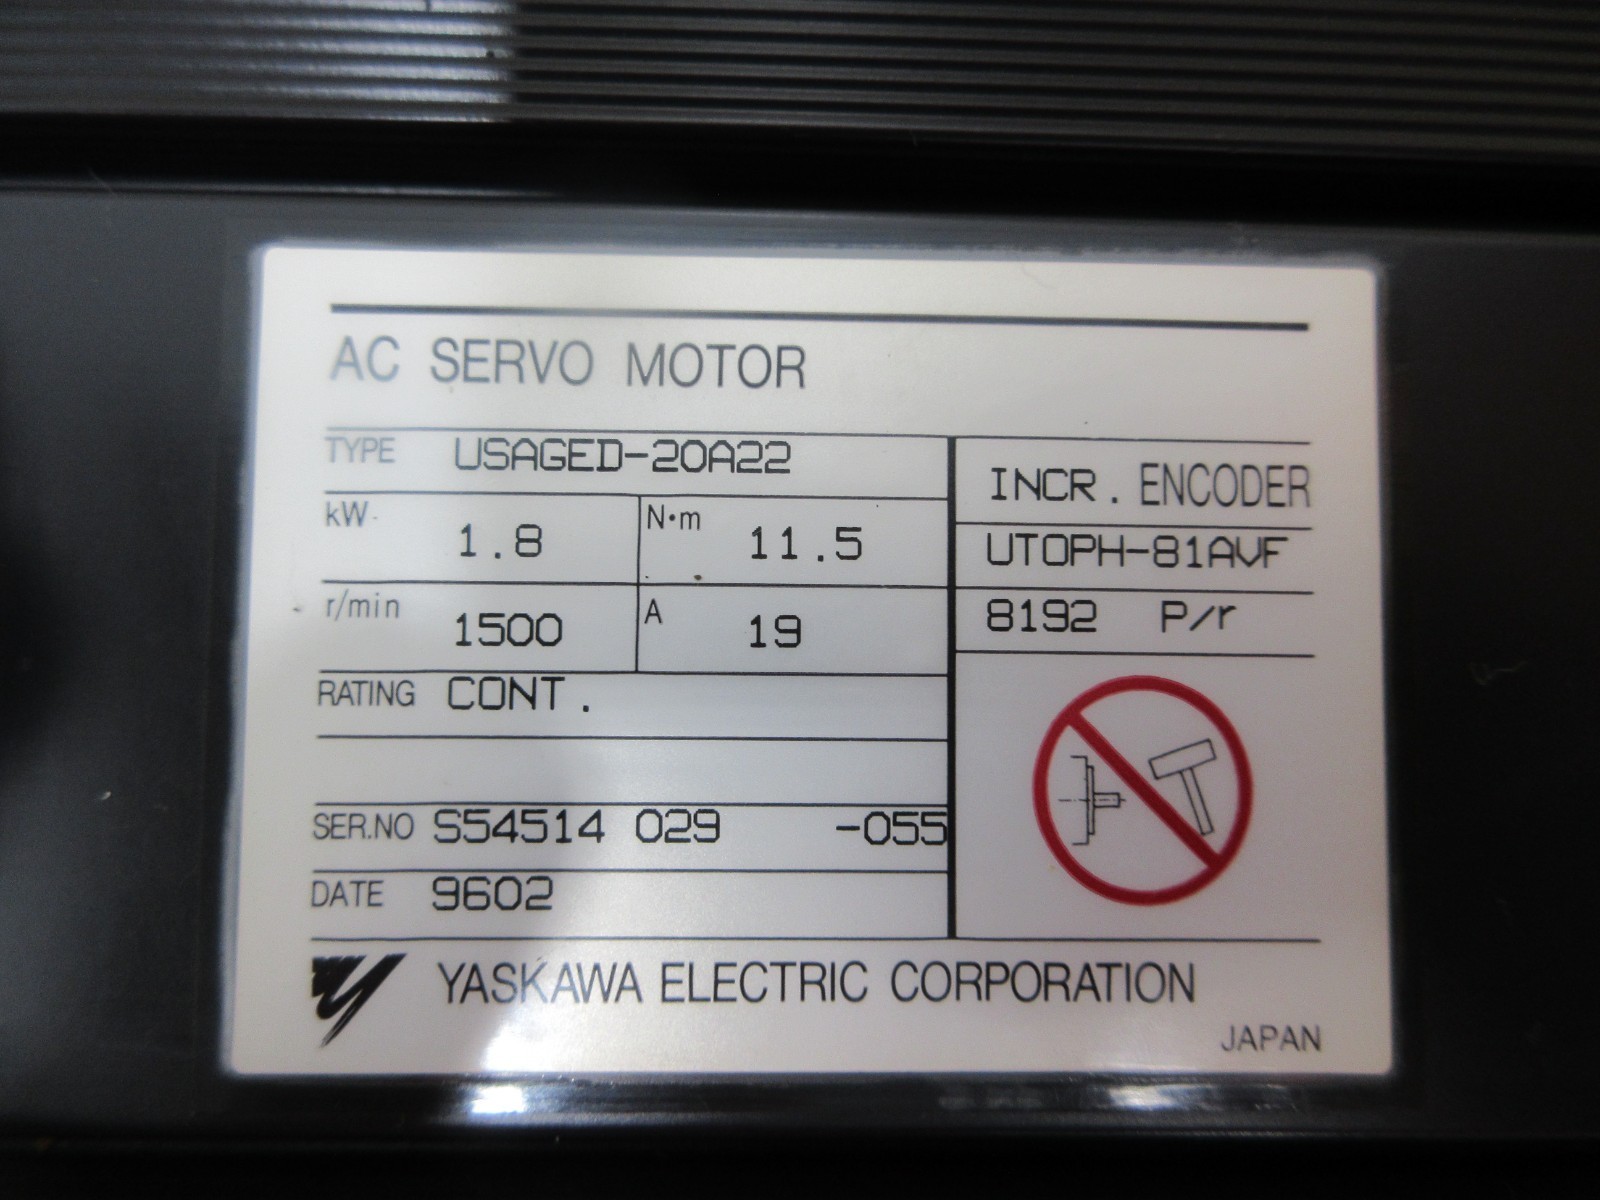 AC SERVO MOTOR
TYPE USAGED-20A22
kW 1.8 N·m 11.5
r/min 1500 A 19
RATING CONT.
SER.NO S54514 029 -055
DATE 9602
INCR. ENCODER
UTOPH-81AVF
8192 P/r
YASKAWA ELECTRIC CORPORATION
JAPAN